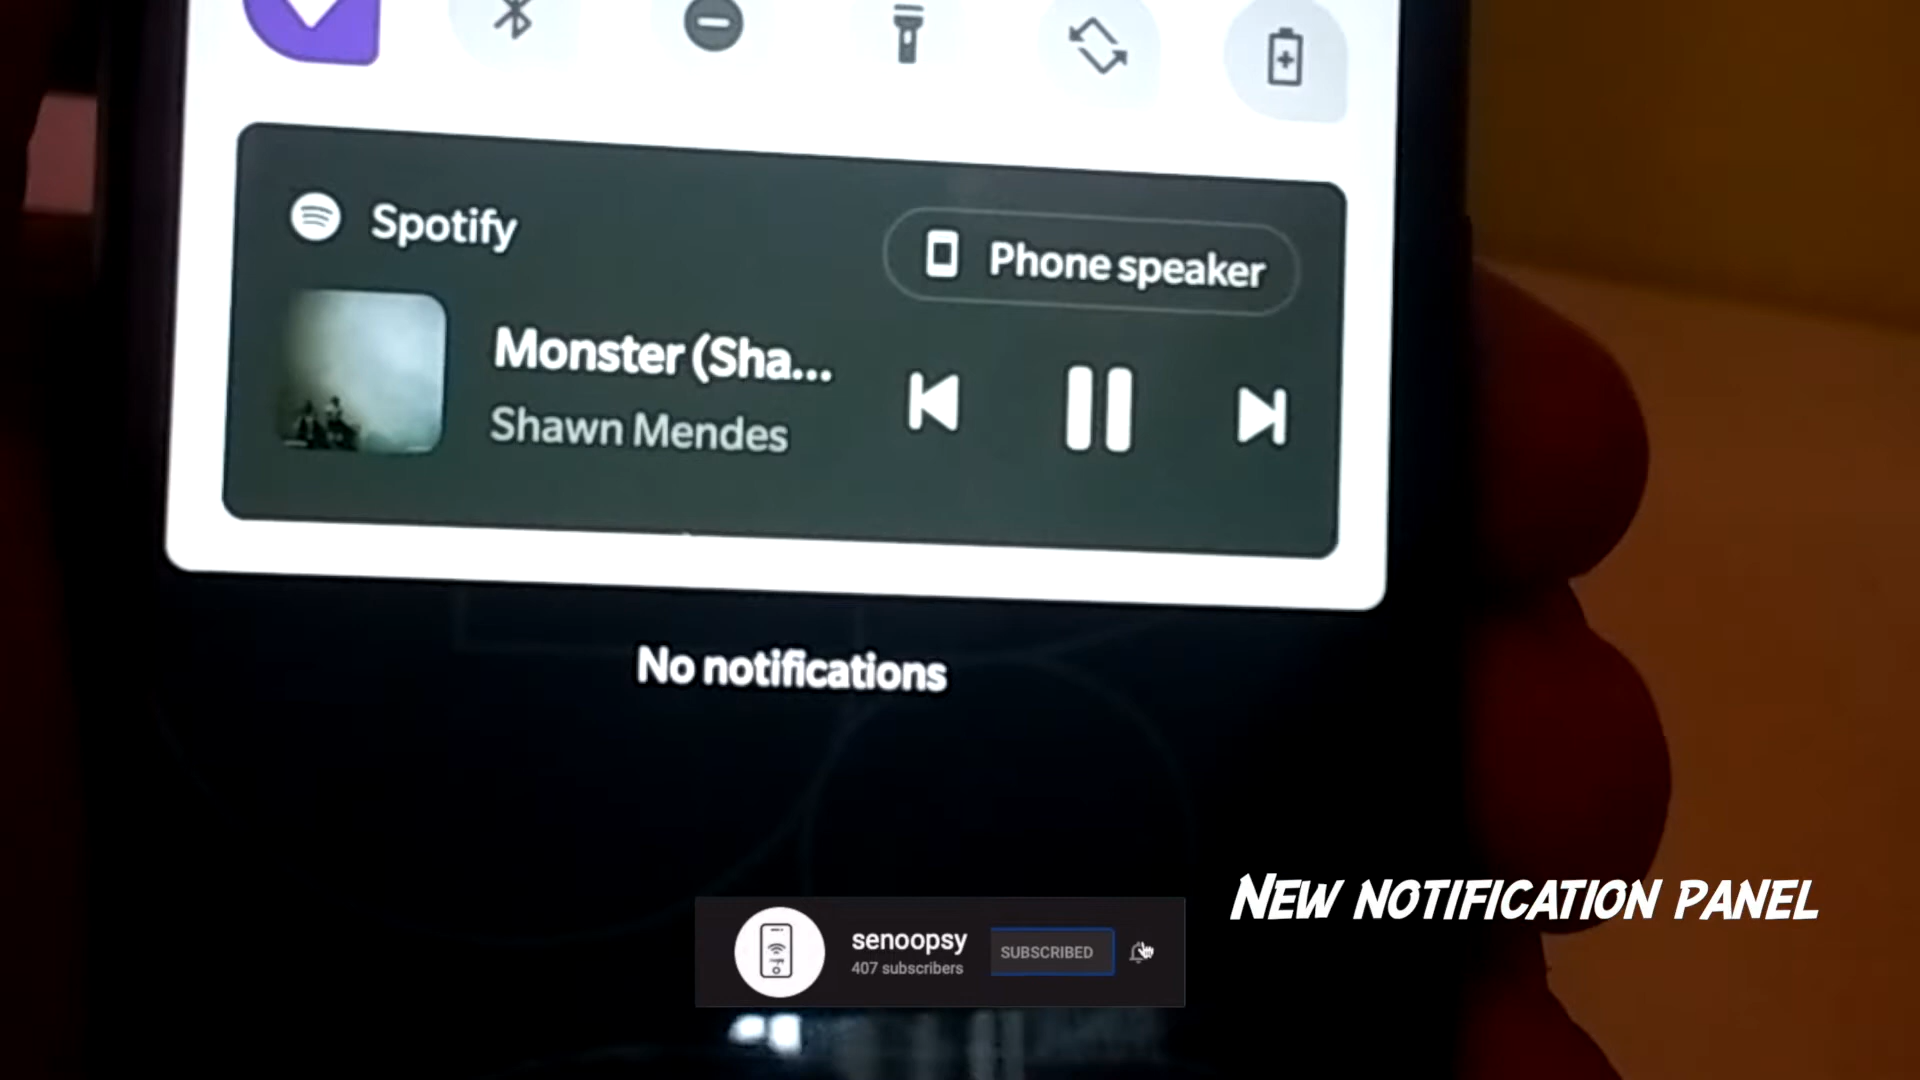 Spotify
Phone speaker
Monster (Sha...
Shawn Mendes
No notifications
NEW NOTIFICATION PANEL
senoopsy
407 subscribers
SUBSCRIBED